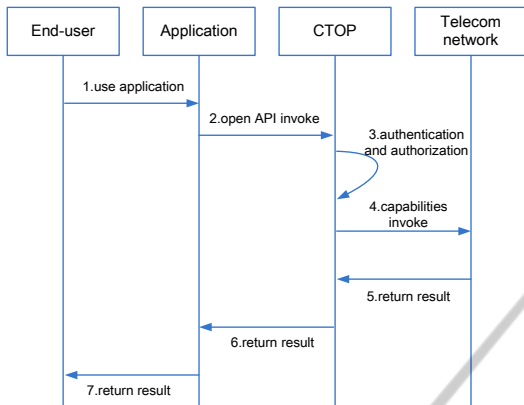 End-user
Application
CTOP
Telecom
network
1.use application
2.open API invoke
3.authentication
and authorization
4.capabilities
invoke
5.return result
6.return result
7.return result